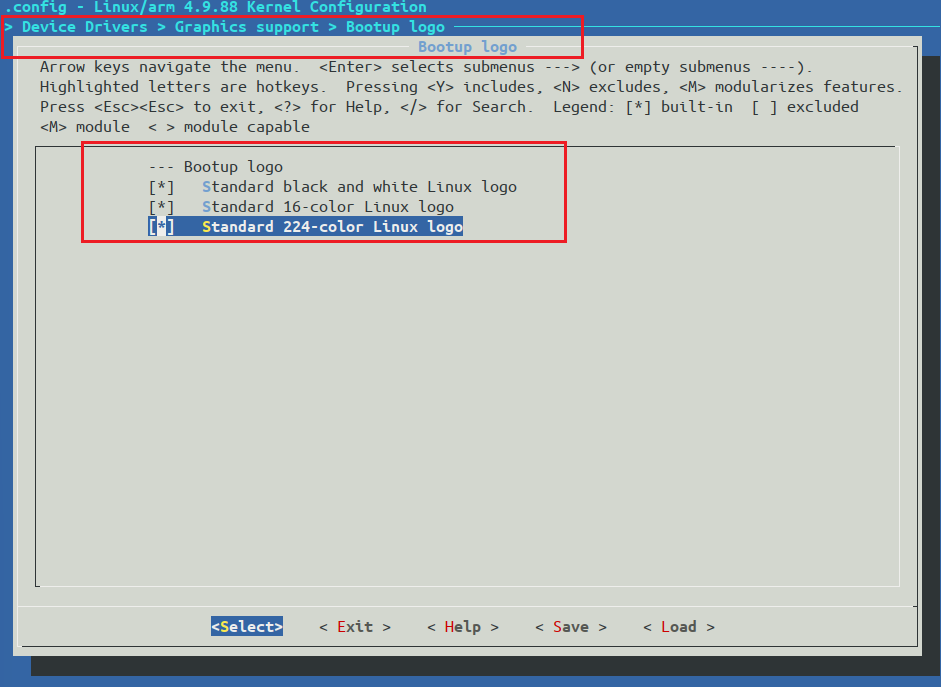 .config - Linux/arm 4.9.88 Kernel Configuration
> Device Drivers > Graphics support > Bootup logo
Bootup logo
Arrow keys navigate the menu.  <Enter> selects submenus ---> (or empty submenus ----).
Highlighted letters are hotkeys.  Pressing <Y> includes, <N> excludes, <M> modularizes features.
Press <Esc><Esc> to exit, <?> for Help, </> for Search.  Legend: [*] built-in  [ ] excluded
<M> module  < > module capable
--- Bootup logo
[*]   Standard black and white Linux logo
[*]   Standard 16-color Linux logo
[*]   Standard 224-color Linux logo
<Select>    < Exit >    < Help >    < Save >    < Load >